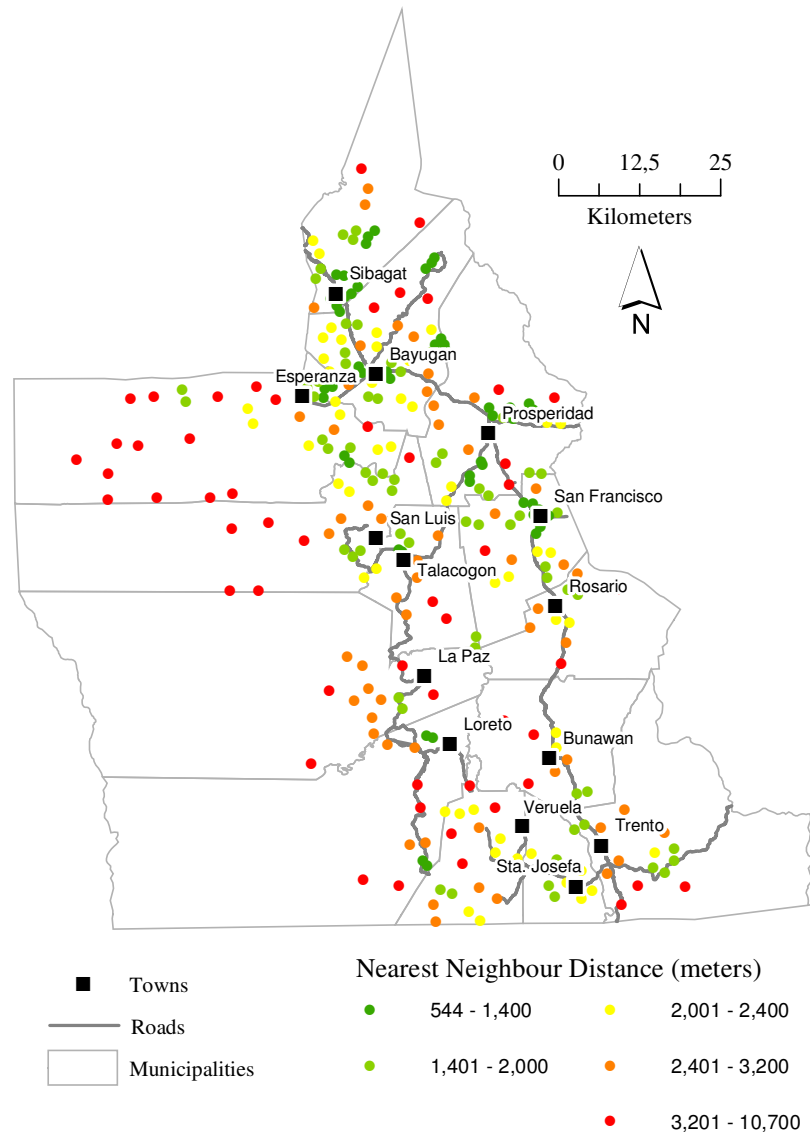 0 12,5 25
Kilometers
N
Sibagat
Bayugan
Esperanza
Prosperidad
San Francisco
San Luis
Talacogon
Rosario
La Paz
Loreto
Bunawan
Veruela
Trento
Sta. Josefa
Nearest Neighbour Distance (meters)
Towns
Roads
Municipalities
544 - 1,400
1,401 - 2,000
2,001 - 2,400
2,401 - 3,200
3,201 - 10,700